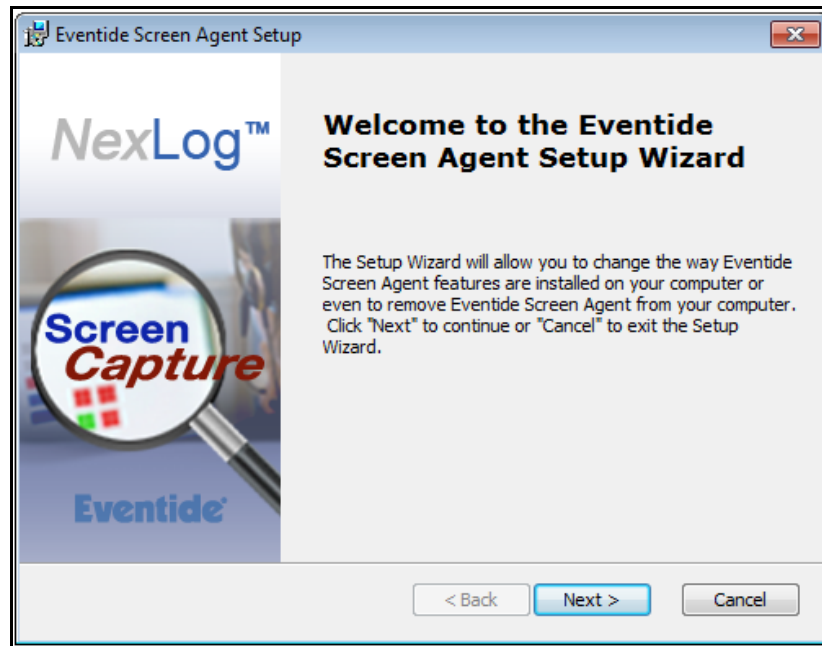 Eventide Screen Agent Setup
NexLog™
Welcome to the Eventide
Screen Agent Setup Wizard
The Setup Wizard will allow you to change the way Eventide
Screen Agent features are installed on your computer or
even to remove Eventide Screen Agent from your computer.
Click "Next" to continue or "Cancel" to exit the Setup
Wizard.
Screen
Capture
Eventide
< Back
Next >
Cancel